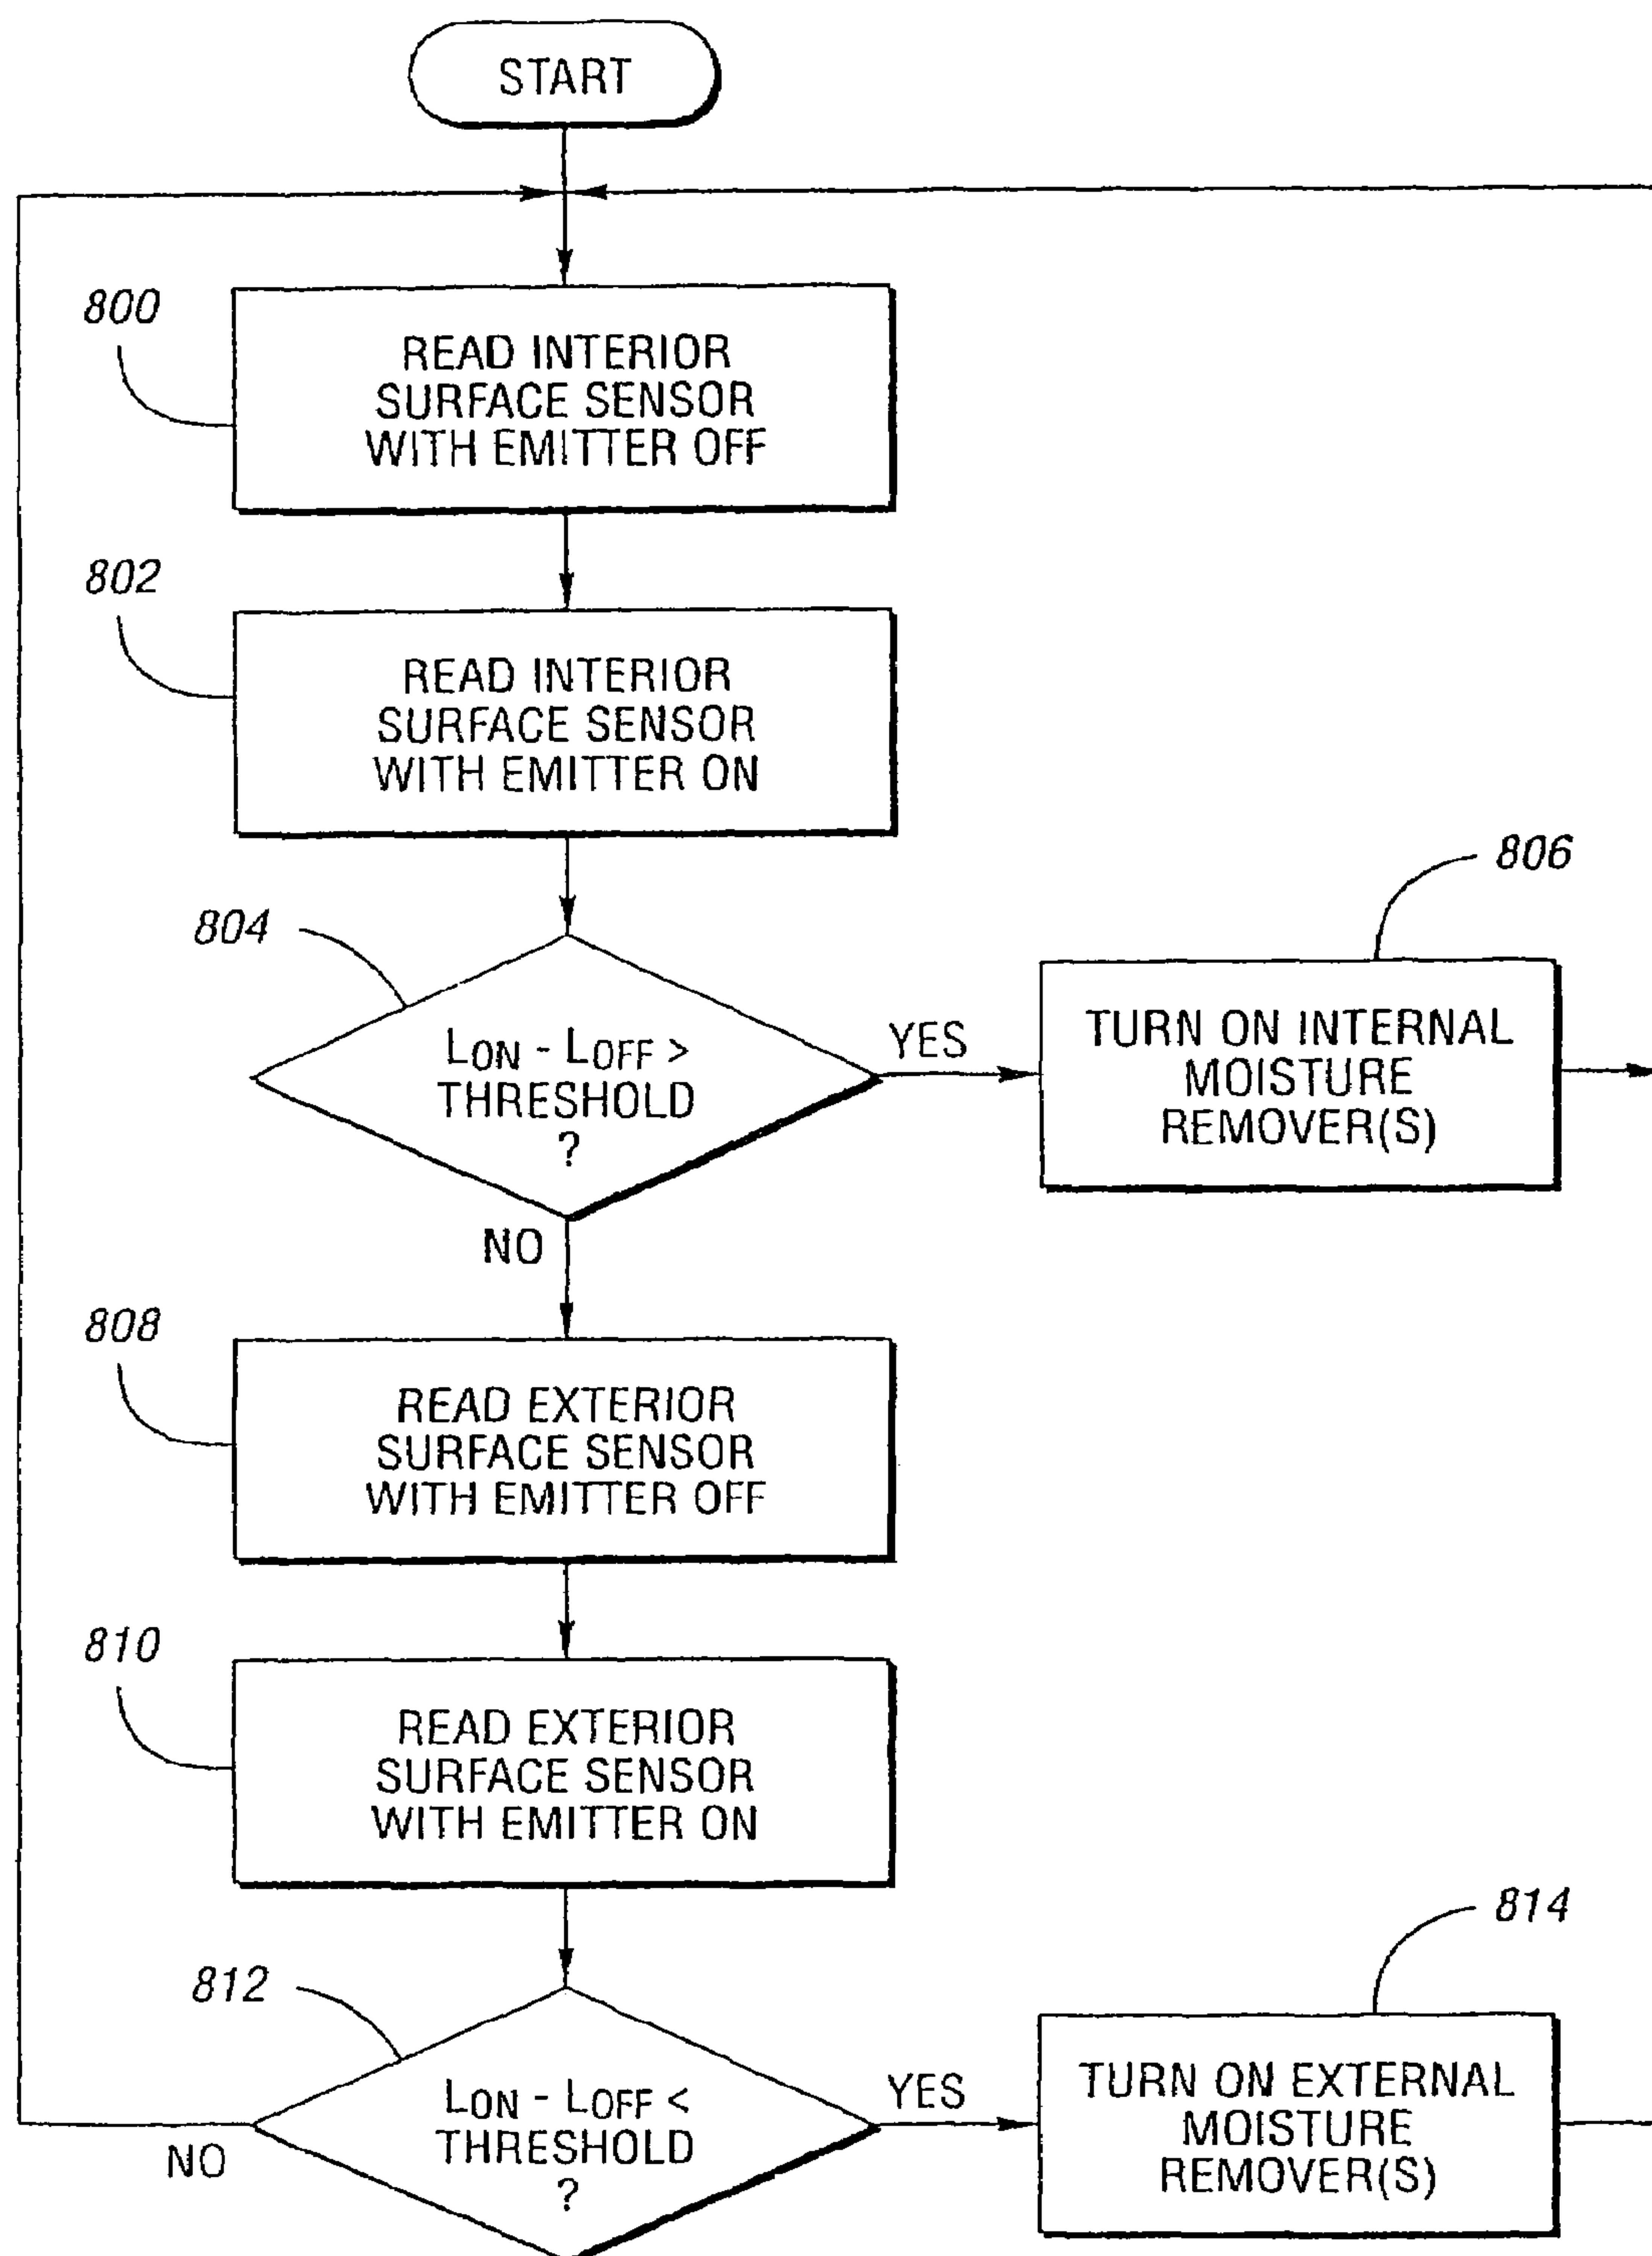 START
800
READ INTERIOR
SURFACE SENSOR
WITH EMITTER OFF
802
READ INTERIOR
SURFACE SENSOR
WITH EMITTER ON
804
LON - LOFF >
THRESHOLD
?
YES
806
TURN ON INTERNAL
MOISTURE
REMOVER(S)
NO
808
READ EXTERIOR
SURFACE SENSOR
WITH EMITTER OFF
810
READ EXTERIOR
SURFACE SENSOR
WITH EMITTER ON
812
LON - LOFF <
THRESHOLD
?
YES
814
TURN ON EXTERNAL
MOISTURE
REMOVER(S)
NO